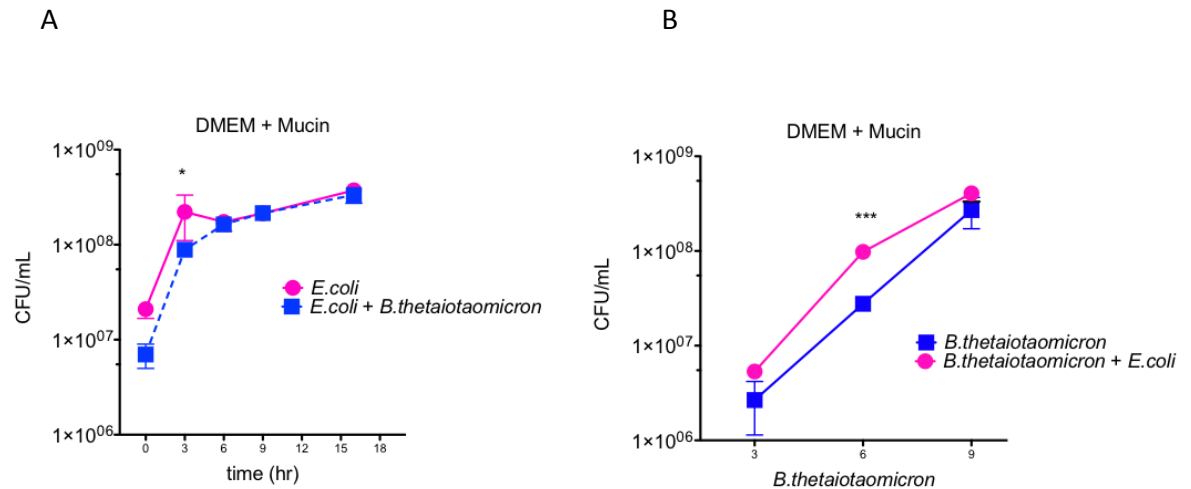 A
B
DMEM + Mucin
1×10^09
1×10^08
1×10^07
1×10^06
CFU/mL
*
E.coli
E.coli + B.thetaiotaomicron
0 3 6 9 12 15 18
time (hr)
DMEM + Mucin
1×10^09
1×10^08
1×10^07
1×10^06
CFU/mL
***
B.thetaiotaomicron
B.thetaiotaomicron + E.coli
3 6 9
B.thetaiotaomicron